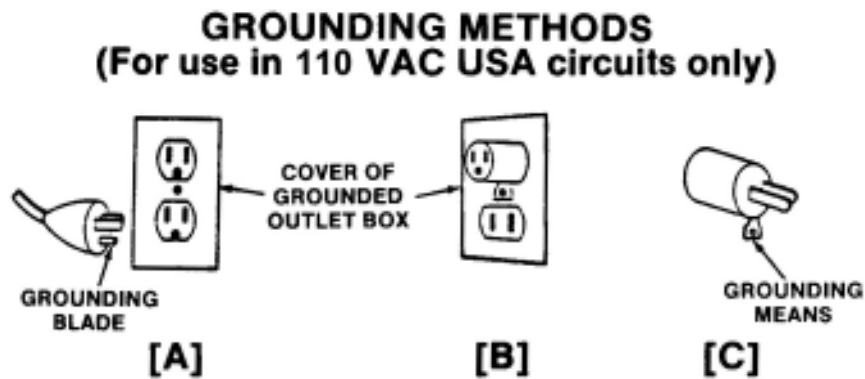 GROUNDING METHODS
(For use in 110 VAC USA circuits only)
COVER OF
GROUNDED
OUTLET BOX
GROUNDING
BLADE
GROUNDING
MEANS
[A]
[B]
[C]